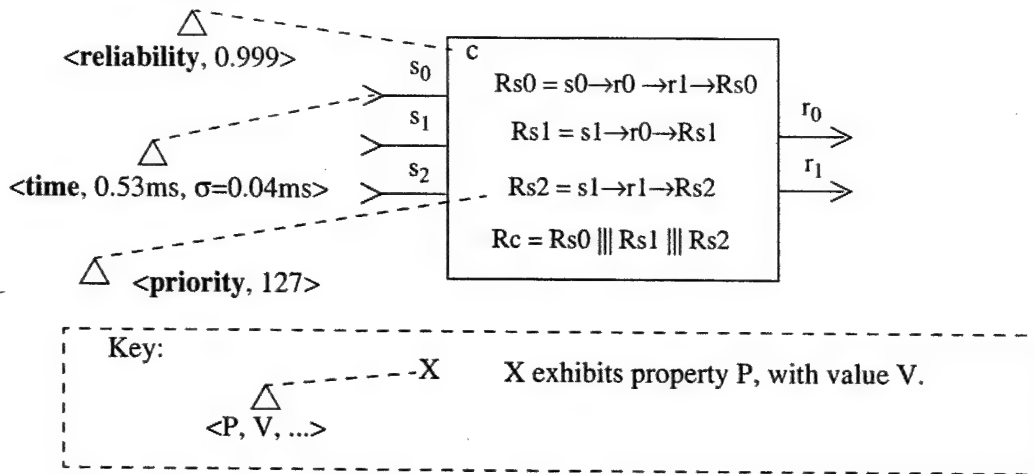 <reliability, 0.999>
c
s0
Rs0 = s0→r0→r1→Rs0
r0
s1
Rs1 = s1→r0→Rs1
<time, 0.53ms, σ=0.04ms>
s2
Rs2 = s1→r1→Rs2
r1
Rc = Rs0 ||| Rs1 ||| Rs2
<priority, 127>
Key:
X
X exhibits property P, with value V.
<P, V, ...>